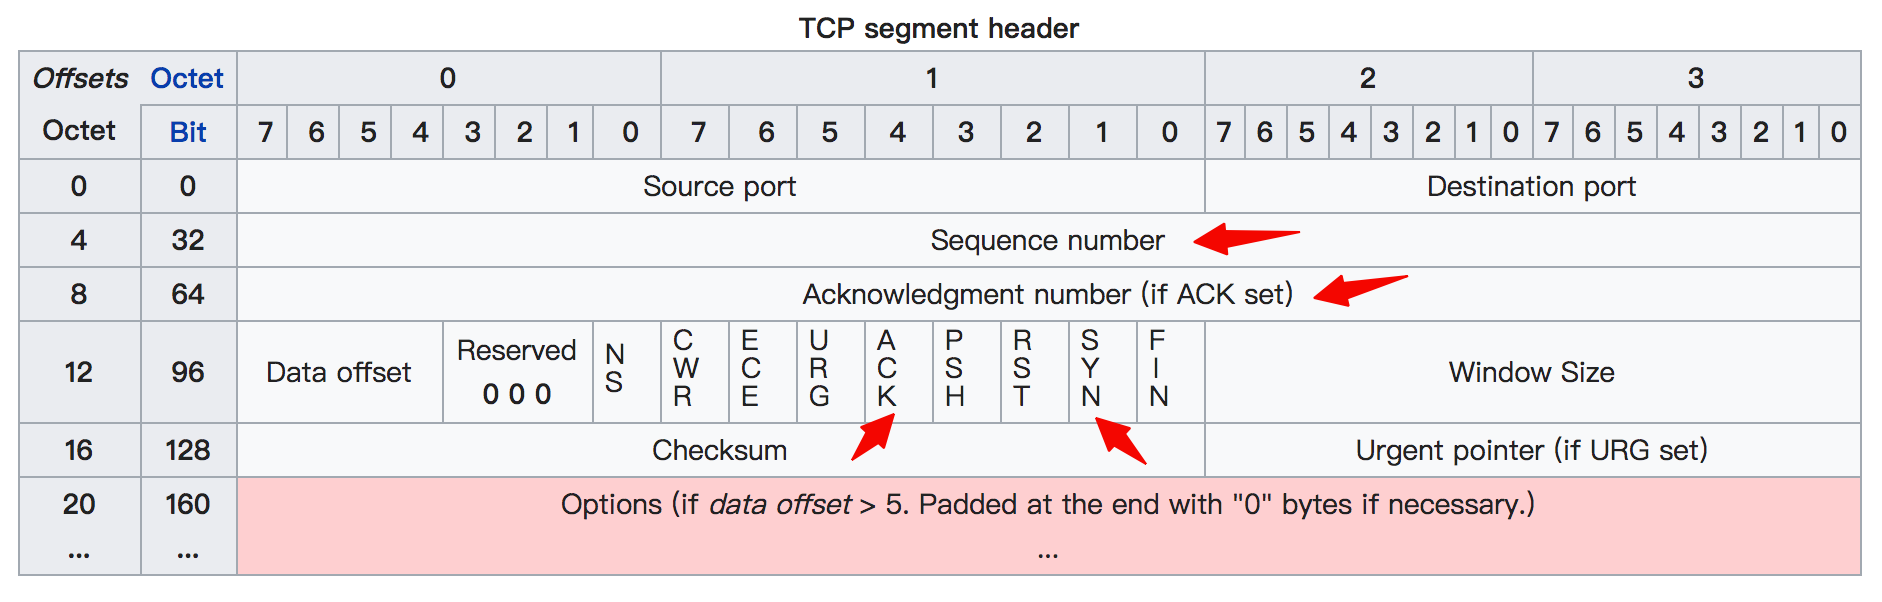 TCP segment header
Offsets Octet 0 1 2 3
Octet Bit 7 6 5 4 3 2 1 0 7 6 5 4 3 2 1 0 7 6 5 4 3 2 1 0 7 6 5 4 3 2 1 0
0 0 Source port Destination port
4 32 Sequence number
8 64 Acknowledgment number (if ACK set)
12 96 Data offset Reserved 0 0 0 NS CWR ECE URG ACK PSH RST SYN FIN Window Size
16 128 Checksum Urgent pointer (if URG set)
20 160 Options (if data offset > 5. Padded at the end with "0" bytes if necessary.)
... ... ...